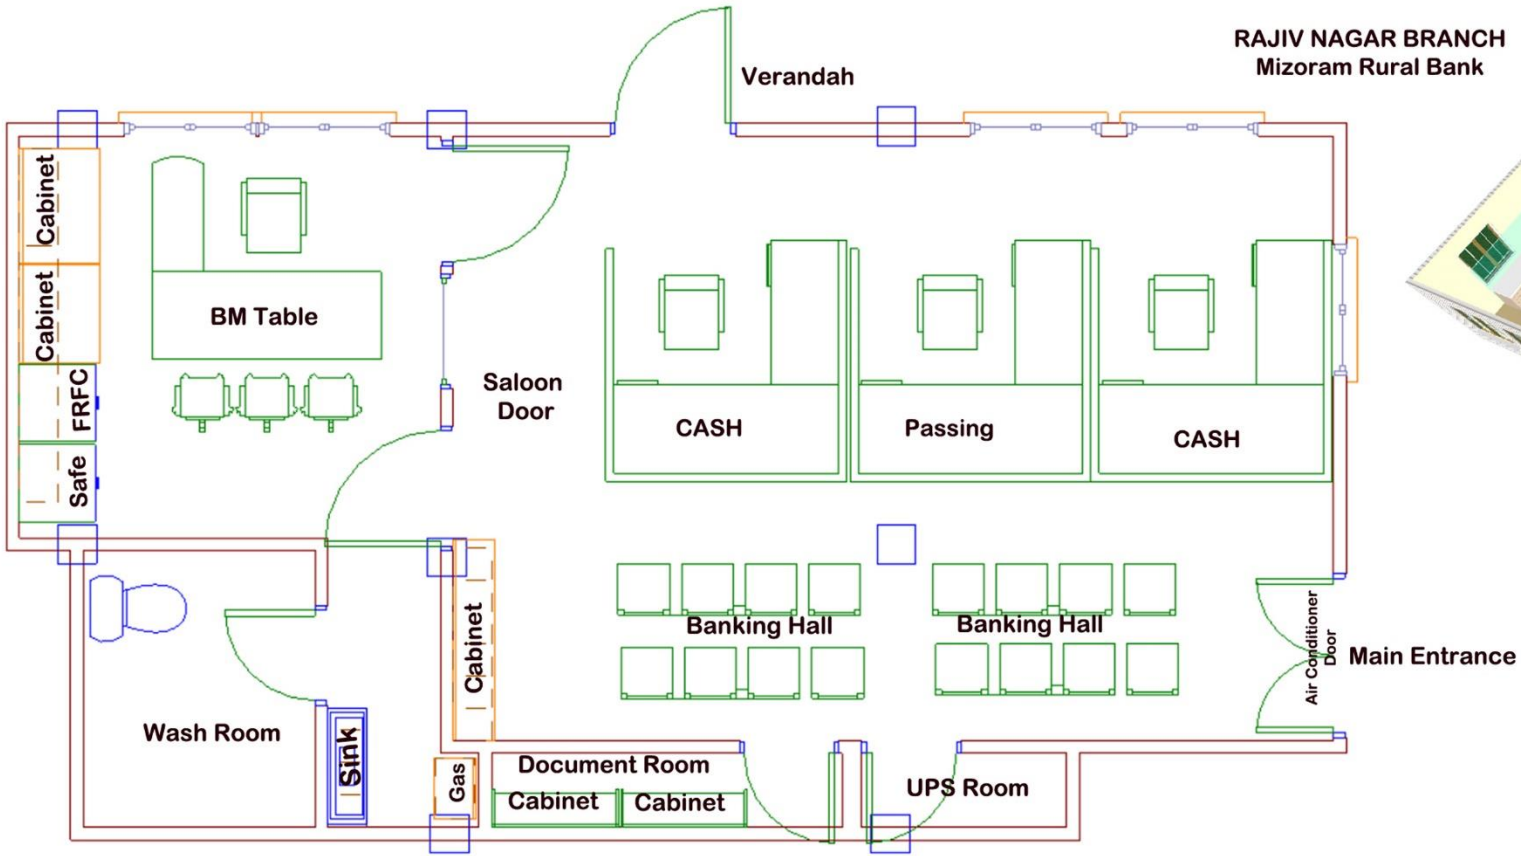 RAJIV NAGAR BRANCH
Mizoram Rural Bank
Verandah
Cabinet
Cabinet
FRFC
Safe
BM Table
Saloon
Door
CASH
Passing
CASH
Banking Hall
Banking Hall
Air Conditioner
Door
Main Entrance
Cabinet
Wash Room
Sink
Gas
Document Room
Cabinet
Cabinet
UPS Room